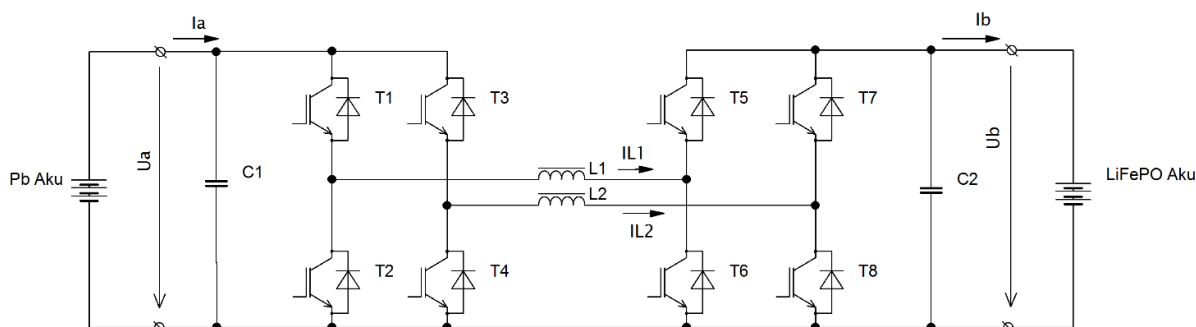 Ia
Ib
T1
T3
T5
T7
Ua
C1
L1
IL1
L2
IL2
Ub
C2
Pb Aku
LiFePO Aku
T2
T4
T6
T8